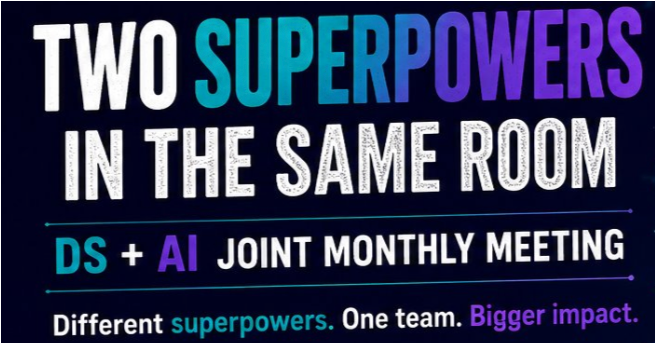 TWO SUPERPOWERS
IN THE SAME ROOM
DS + AI JOINT MONTHLY MEETING
Different superpowers. One team. Bigger impact.